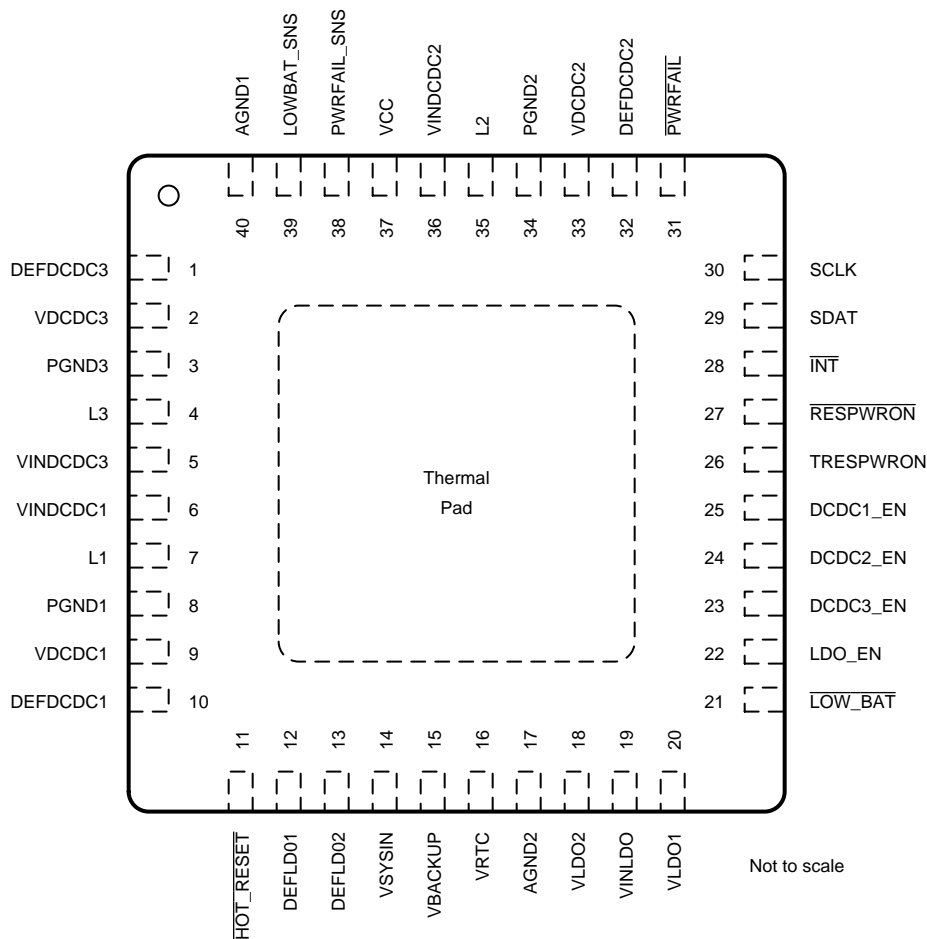 AGND1
LOWBAT_SNS
PWRFAIL_SNS
VCC
VINDCDC2
L2
PGND2
VDCDC2
DEFDCDC2
PWRFAIL
40
39
38
37
36
35
34
33
32
31
DEFDCDC3 1
VDCDC3 2
PGND3 3
L3 4
VINDCDC3 5
VINDCDC1 6
L1 7
PGND1 8
VDCDC1 9
DEFDCDC1 10
Thermal
Pad
30 SCLK
29 SDAT
28 INT
27 RESPWRON
26 TRESPWRON
25 DCDC1_EN
24 DCDC2_EN
23 DCDC3_EN
22 LDO_EN
21 LOW_BAT
11
12
13
14
15
16
17
18
19
20
HOT_RESET
DEFLD01
DEFLD02
VSYSIN
VBACKUP
VRTC
AGND2
VLDO2
VINLDO
VLDO1
Not to scale